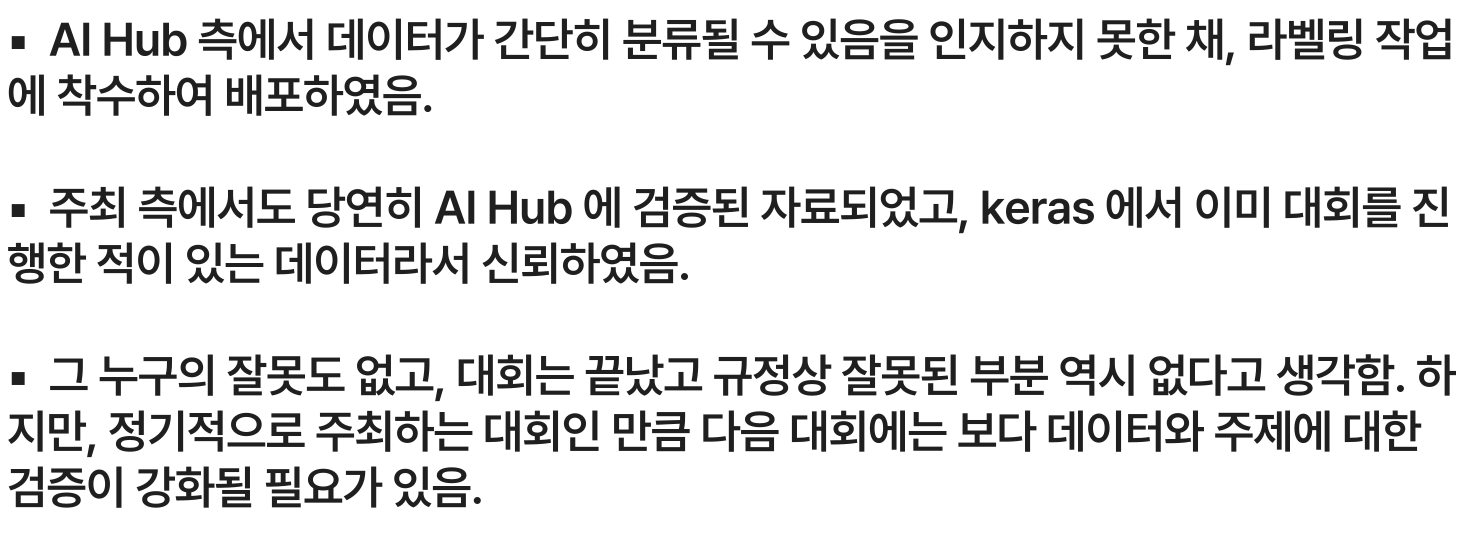 ▪ AI Hub 측에서 데이터가 간단히 분류될 수 있음을 인지하지 못한 채, 라벨링 작업
에 착수하여 배포하였음.
▪ 주최 측에서도 당연히 AI Hub 에 검증된 자료되었고, keras 에서 이미 대회를 진
행한 적이 있는 데이터라서 신뢰하였음.
▪ 그 누구의 잘못도 없고, 대회는 끝났고 규정상 잘못된 부분 역시 없다고 생각함. 하
지만, 정기적으로 주최하는 대회인 만큼 다음 대회에는 보다 데이터와 주제에 대한
검증이 강화될 필요가 있음.